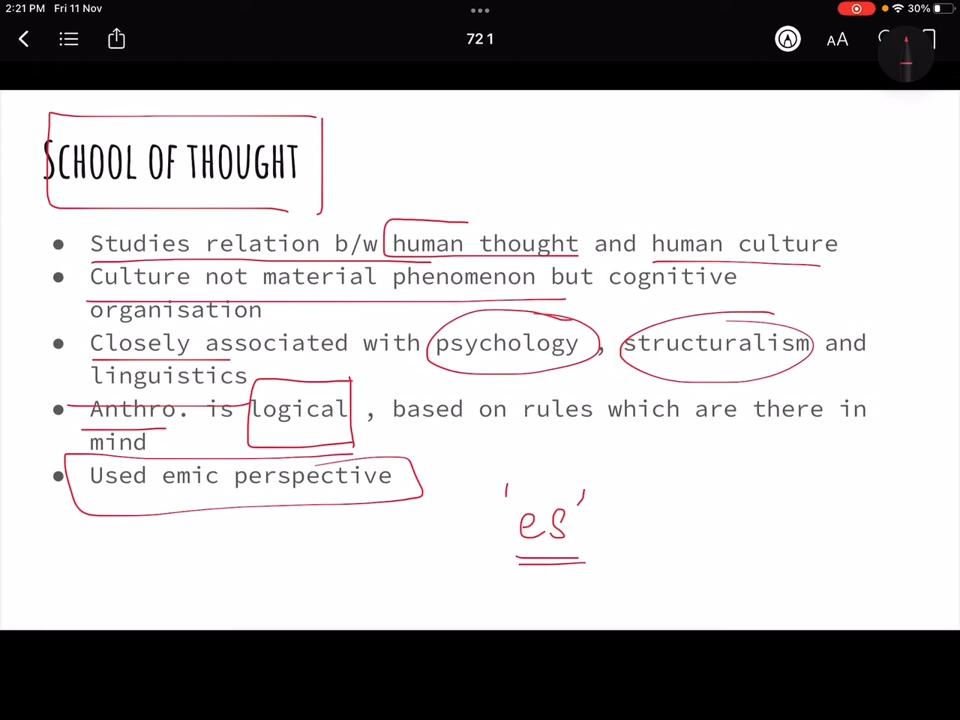 2:21 PM Fri 11 Nov
30%
72 1
AA
SCHOOL OF THOUGHT
● Studies relation b/w human thought and human culture
● Culture not material phenomenon but cognitive
organisation
● Closely associated with psychology , structuralism and
linguistics
● Anthro. is logical , based on rules which are there in
mind
● Used emic perspective
'es'